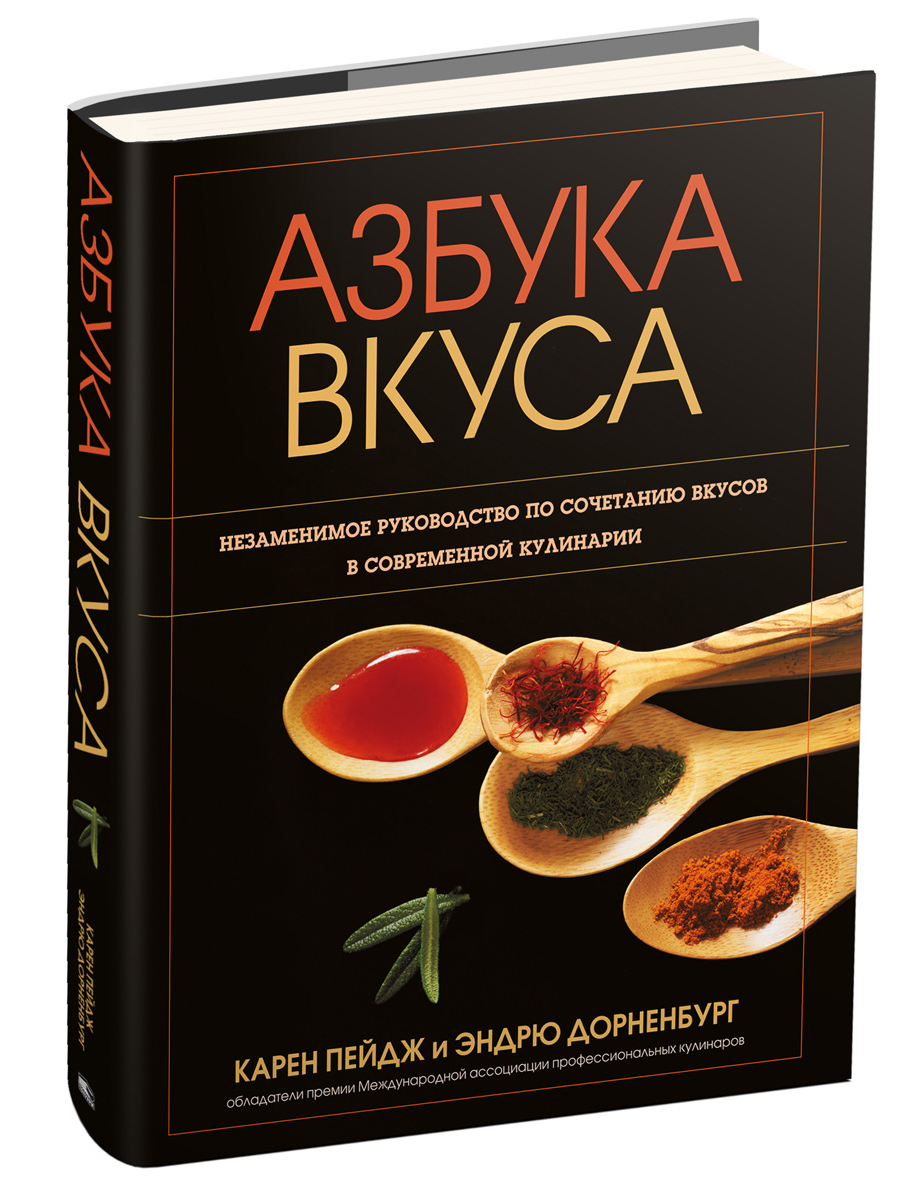 АЗБУКА
ВКУСА
НЕЗАМЕНИМОЕ РУКОВОДСТВО ПО СОЧЕТАНИЮ ВКУСОВ
В СОВРЕМЕННОЙ КУЛИНАРИИ
КАРЕН ПЕЙДЖ и ЭНДРЮ ДОРНЕНБУРГ
обладатели премии Международной ассоциации профессиональных кулинаров
АЗБУКА ВКУСА
КАРЕН ПЕЙДЖ
ЭНДРЮ ДОРНЕНБУРГ